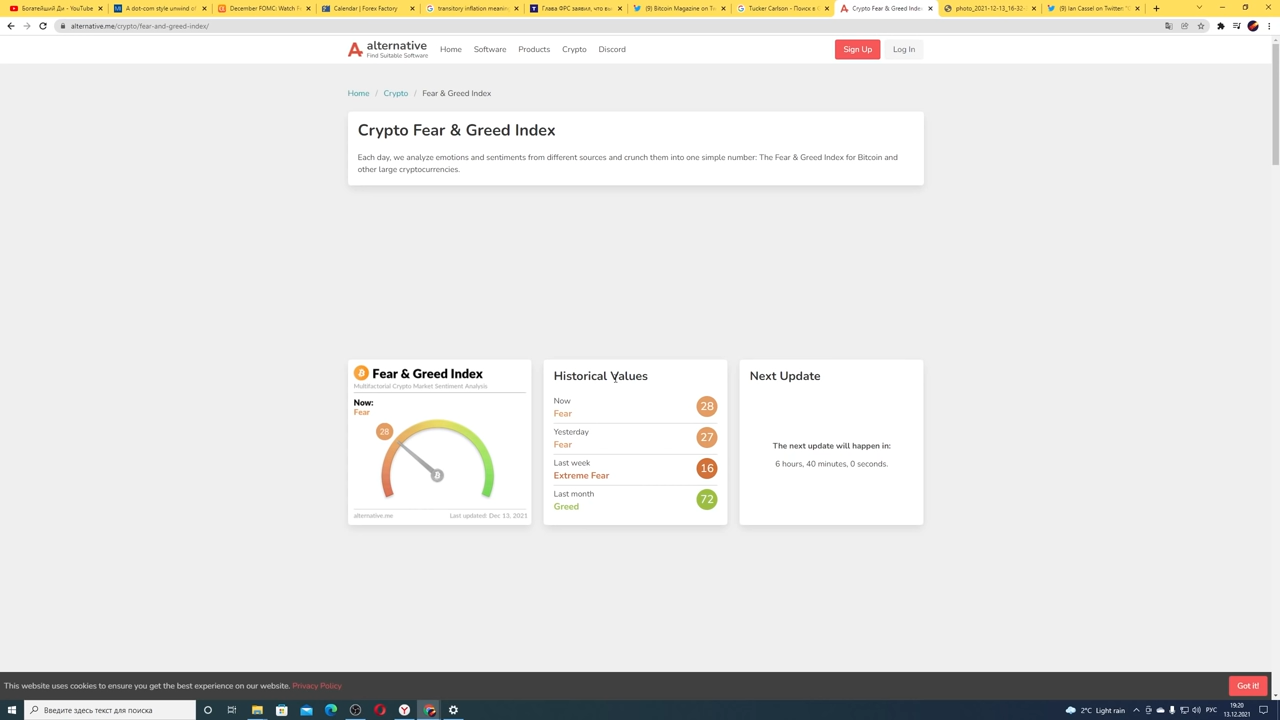 Богатейший Ди - YouTube
A dot-com style unwind of
December FOMC: Watch F
Calendar | Forex Factory
transitory inflation meanin
Глава ФРС заявил, что вы
(9) Bitcoin Magazine on Tw
Tucker Carlson - Поиск в
Crypto Fear & Greed Index
photo_2021-12-13_16-32-
(9) Ian Cassel on Twitter: "
alternative.me/crypto/fear-and-greed-index/
alternative
Find Suitable Software
Home
Software
Products
Crypto
Discord
Sign Up
Log In
Home / Crypto / Fear & Greed Index
Crypto Fear & Greed Index
Each day, we analyze emotions and sentiments from different sources and crunch them into one simple number: The Fear & Greed Index for Bitcoin and
other large cryptocurrencies.
Fear & Greed Index
Multifactorial Crypto Market Sentiment Analysis
Now:
Fear
28
alternative.me
Last updated: Dec 13, 2021
Historical Values
Now
Fear
28
Yesterday
Fear
27
Last week
Extreme Fear
16
Last month
Greed
72
Next Update
The next update will happen in:
6 hours, 40 minutes, 0 seconds.
This website uses cookies to ensure you get the best experience on our website. Privacy Policy
Got it!
Введите здесь текст для поиска
2°C Light rain
РУС
19:20
13.12.2021